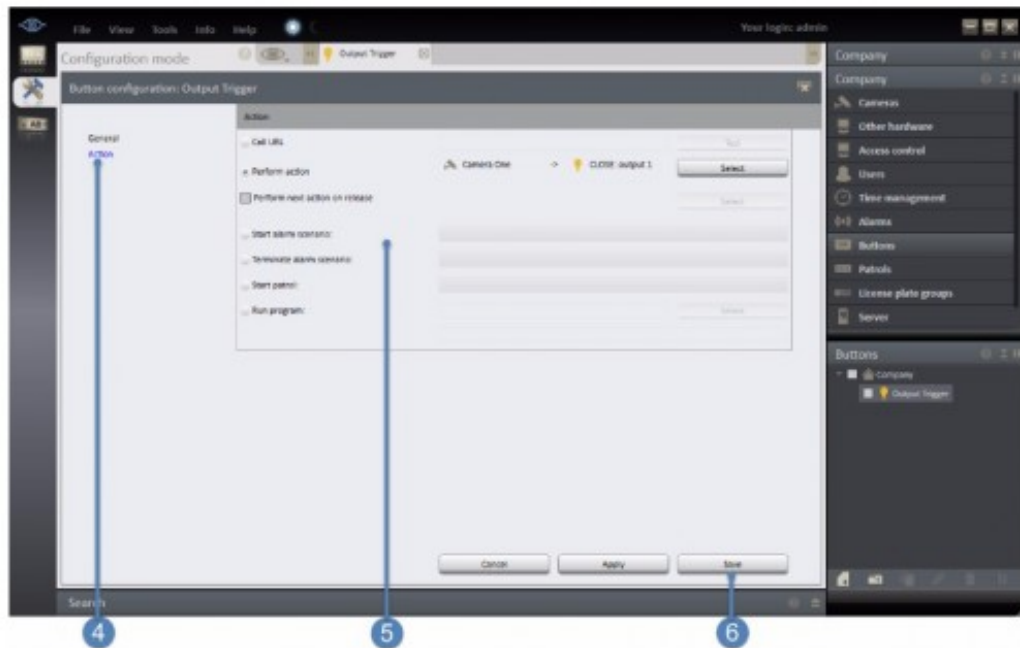 File View Tools Info Help
Your login: admin
Configuration mode
Output Trigger
Button configuration: Output Trigger
General
Action
Action
Call URL
Test
Perform action
Camera One -> CLOSE: output 1
Select
Perform next action on release
Select
Start alarm scenario:
Terminate alarm scenario:
Start patrol:
Run program:
Select
Cancel
Apply
Save
Search
Company
Company
Cameras
Other hardware
Access control
Users
Time management
Alarms
Buttons
Patrols
License plate groups
Server
Buttons
Company
Output Trigger
4
5
6